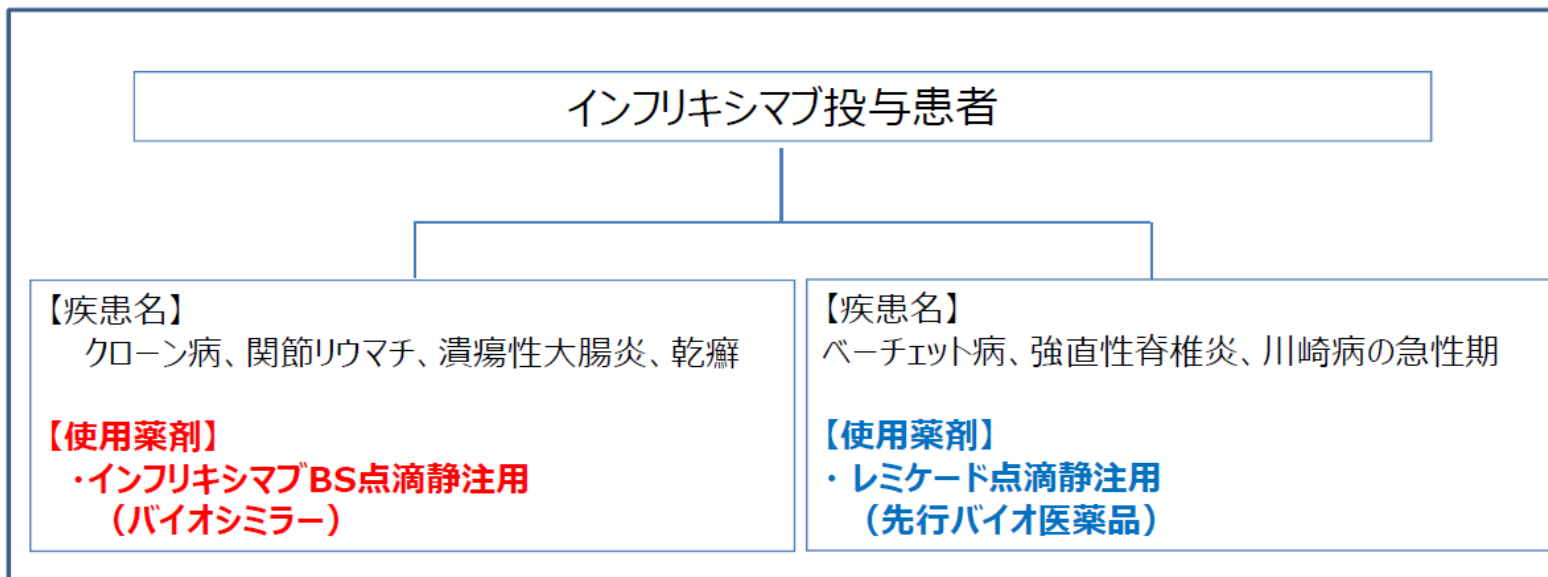 インフリキシマブ投与患者
【疾患名】
クローン病、関節リウマチ、潰瘍性大腸炎、乾癬
【使用薬剤】
・インフリキシマブBS点滴静注用
（バイオシミラー）
【疾患名】
ベーチェット病、強直性脊椎炎、川崎病の急性期
【使用薬剤】
・ レミケード点滴静注用
（先行バイオ医薬品）